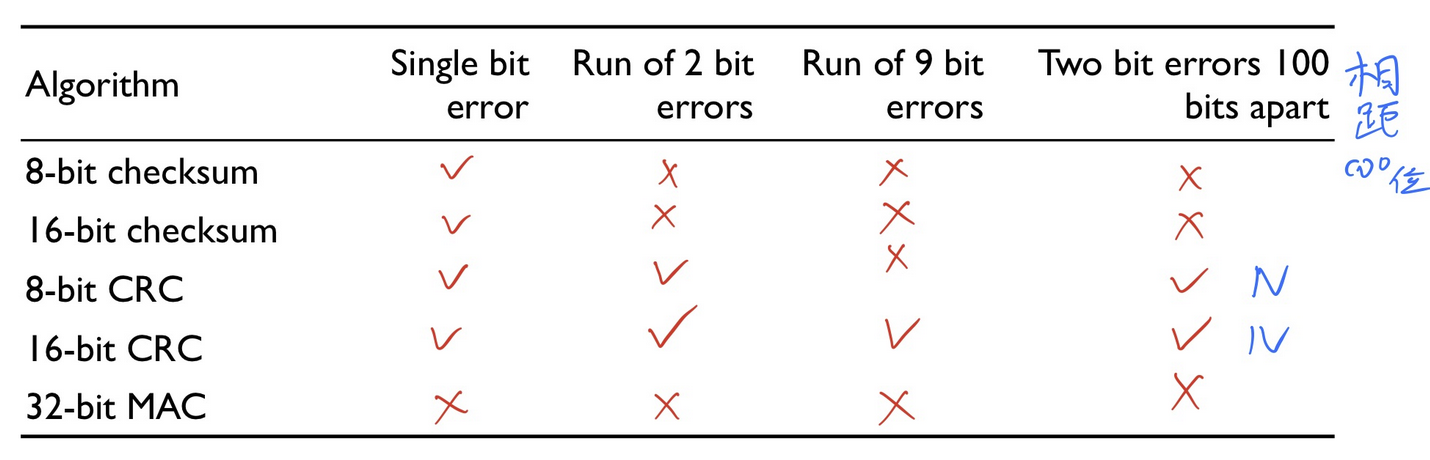 Algorithm Single bit error Run of 2 bit errors Run of 9 bit errors Two bit errors 100 bits apart 相距100位
8-bit checksum ✓ ✗ ✗ ✗
16-bit checksum ✓ ✗ ✗ ✗
8-bit CRC ✓ ✓ ✗ ✓ N
16-bit CRC ✓ ✓ ✓ ✓ N
32-bit MAC ✗ ✗ ✗ ✗